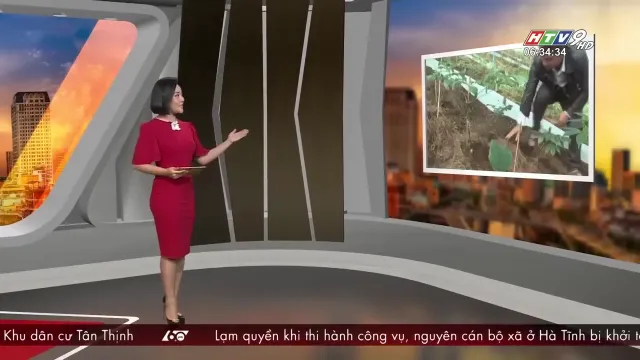 HTV9 HD
06:34:34
Khu dân cư Tân Thịnh
60
Lạm quyền khi thi hành công vụ, nguyên cán bộ xã ở Hà Tĩnh bị khởi